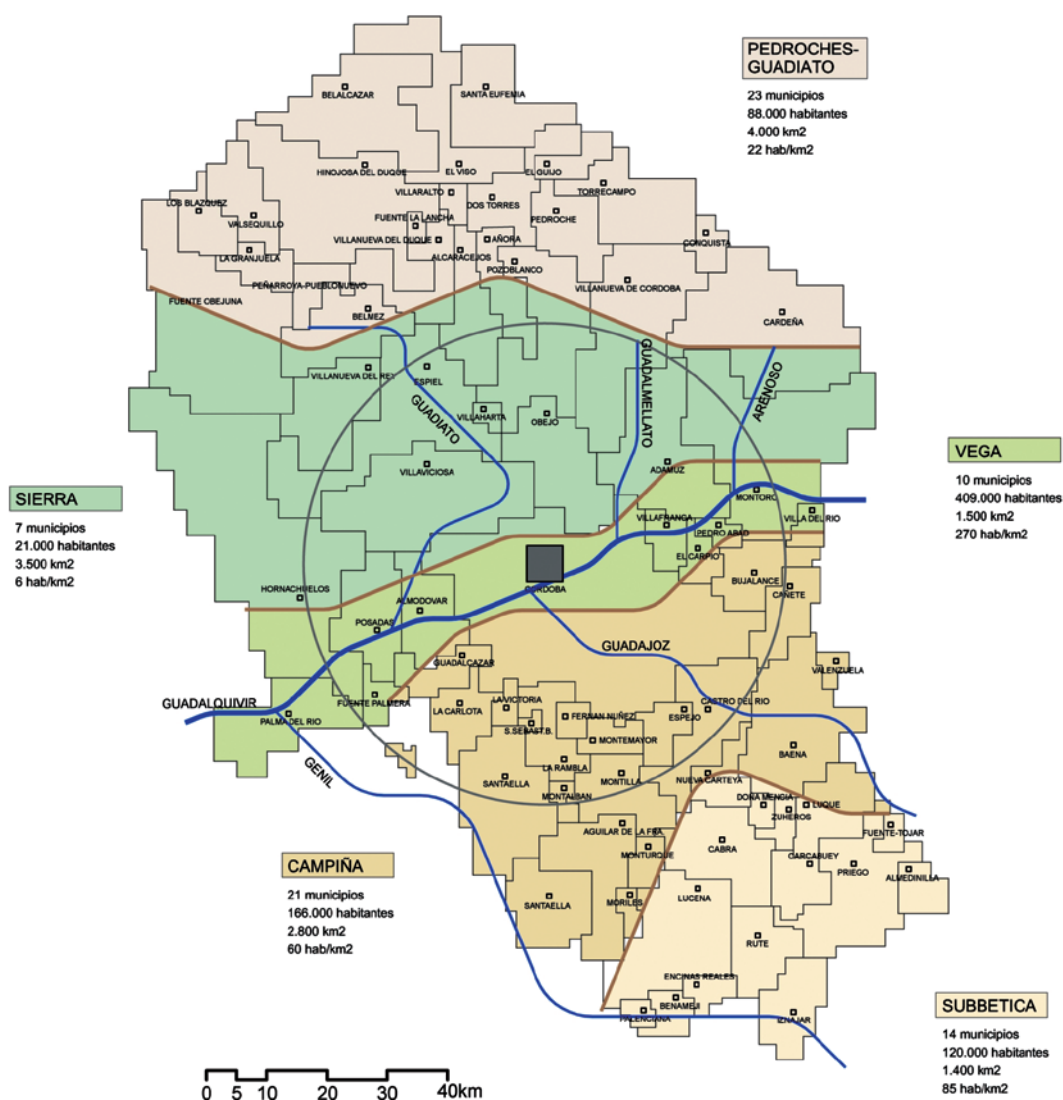 PEDROCHES-
GUADIATO
23 municipios
88.000 habitantes
4.000 km2
22 hab/km2
BELALCAZAR
SANTA EUFEMIA
HINOJOSA DEL DUQUE
EL VISO
EL GUIJO
TORRECAMPO
VILLARALTO
DOS TORRES
LOS BLAZQUEZ
VALSEQUILLO
FUENTE LA LANCHA
PEDROCHE
LA GRANJUELA
VILLANUEVA DEL DUQUE
AÑORA
CONQUISTA
ALCARACEJOS
POZOBLANCO
PEÑARROYA-PUEBLONUEVO
VILLANUEVA DE CORDOBA
FUENTE OBEJUNA
BELMEZ
CARDEÑA
VILLANUEVA DEL REY
ESPIEL
GUADIATO
GUADALMELLATO
ARENOSO
VILLAHARTA
OBEJO
VILLAVICIOSA
ADAMUZ
VEGA
10 municipios
409.000 habitantes
1.500 km2
270 hab/km2
SIERRA
7 municipios
21.000 habitantes
3.500 km2
6 hab/km2
MONTORO
VILLAFRANCA
PEDRO ABAD
VILLA DEL RIO
EL CARPIO
BUJALANCE
CAÑETE
CORDOBA
HORNACHUELOS
ALMODOVAR
POSADAS
GUADALCAZAR
GUADAJOZ
VALENZUELA
GUADALQUIVIR
PALMA DEL RIO
FUENTE PALMERA
LA CARLOTA
LA VICTORIA
S.SEBAST.B.
FERNAN NUÑEZ
ESPEJO
CASTRO DEL RIO
MONTEMAYOR
BAENA
GENIL
SANTAELLA
LA RAMBLA
MONTALBAN
MONTILLA
NUEVA CARTEYA
DOÑA MENCIA
ZUHEROS
LUQUE
FUENTE-TOJAR
AGUILAR DE LA FRA.
MONTURQUE
CABRA
CARCABUEY
PRIEGO
ALMEDINILLA
CAMPIÑA
21 municipios
166.000 habitantes
2.800 km2
60 hab/km2
SANTAELLA
MORILES
LUCENA
RUTE
ENCINAS REALES
BENAMEJI
PALENCIANA
IZNAJAR
SUBBETICA
14 municipios
120.000 habitantes
1.400 km2
85 hab/km2
0 5 10 20 30 40km